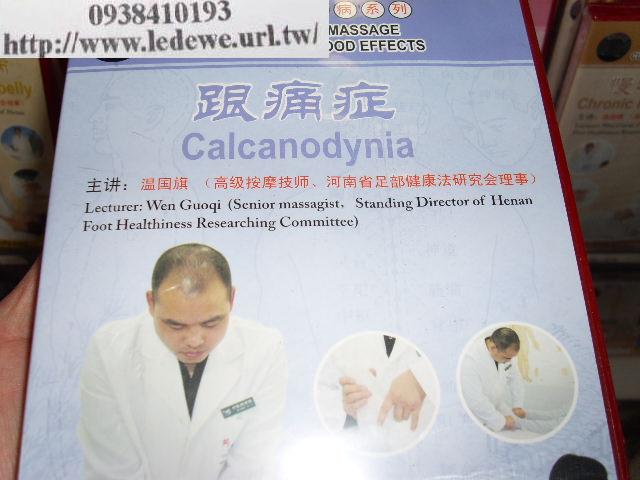 0938410193
http://www.ledewe.url.tw/
病系列
MASSAGE
OOD EFFECTS
跟痛症
Calcanodynia
主讲：温国旗（高级按摩技师、河南省足部健康法研究会理事）
Lecturer: Wen Guoqi (Senior massagist, Standing Director of Henan
Foot Healthiness Researching Committee)
elly
Chronic